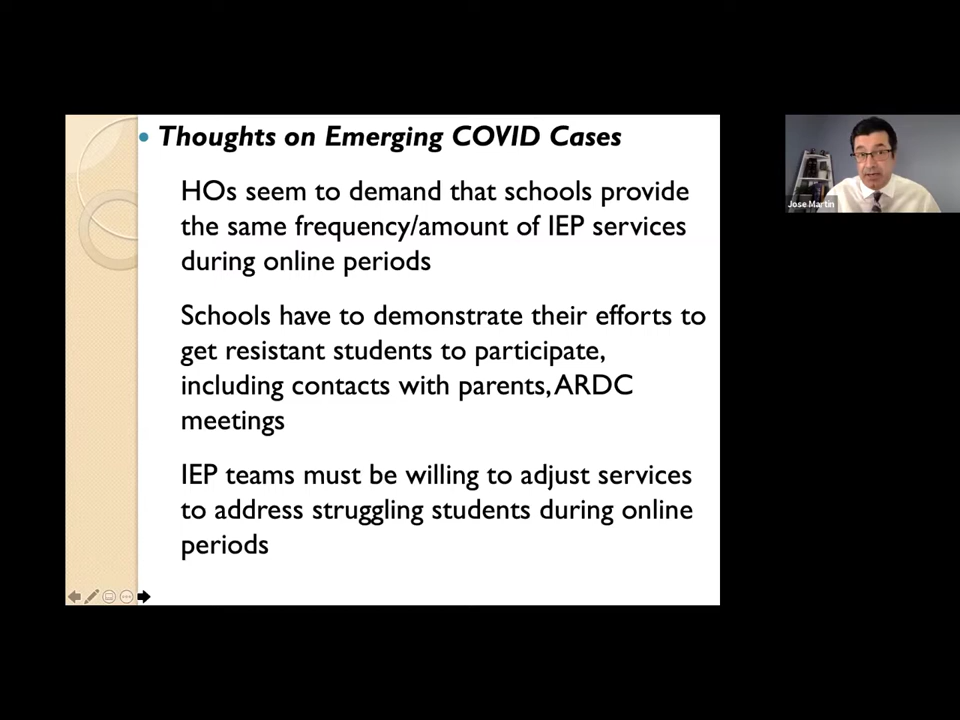 Thoughts on Emerging COVID Cases
HOs seem to demand that schools provide
the same frequency/amount of IEP services
during online periods
Schools have to demonstrate their efforts to
get resistant students to participate,
including contacts with parents, ARDC
meetings
IEP teams must be willing to adjust services
to address struggling students during online
periods
Jose Martin